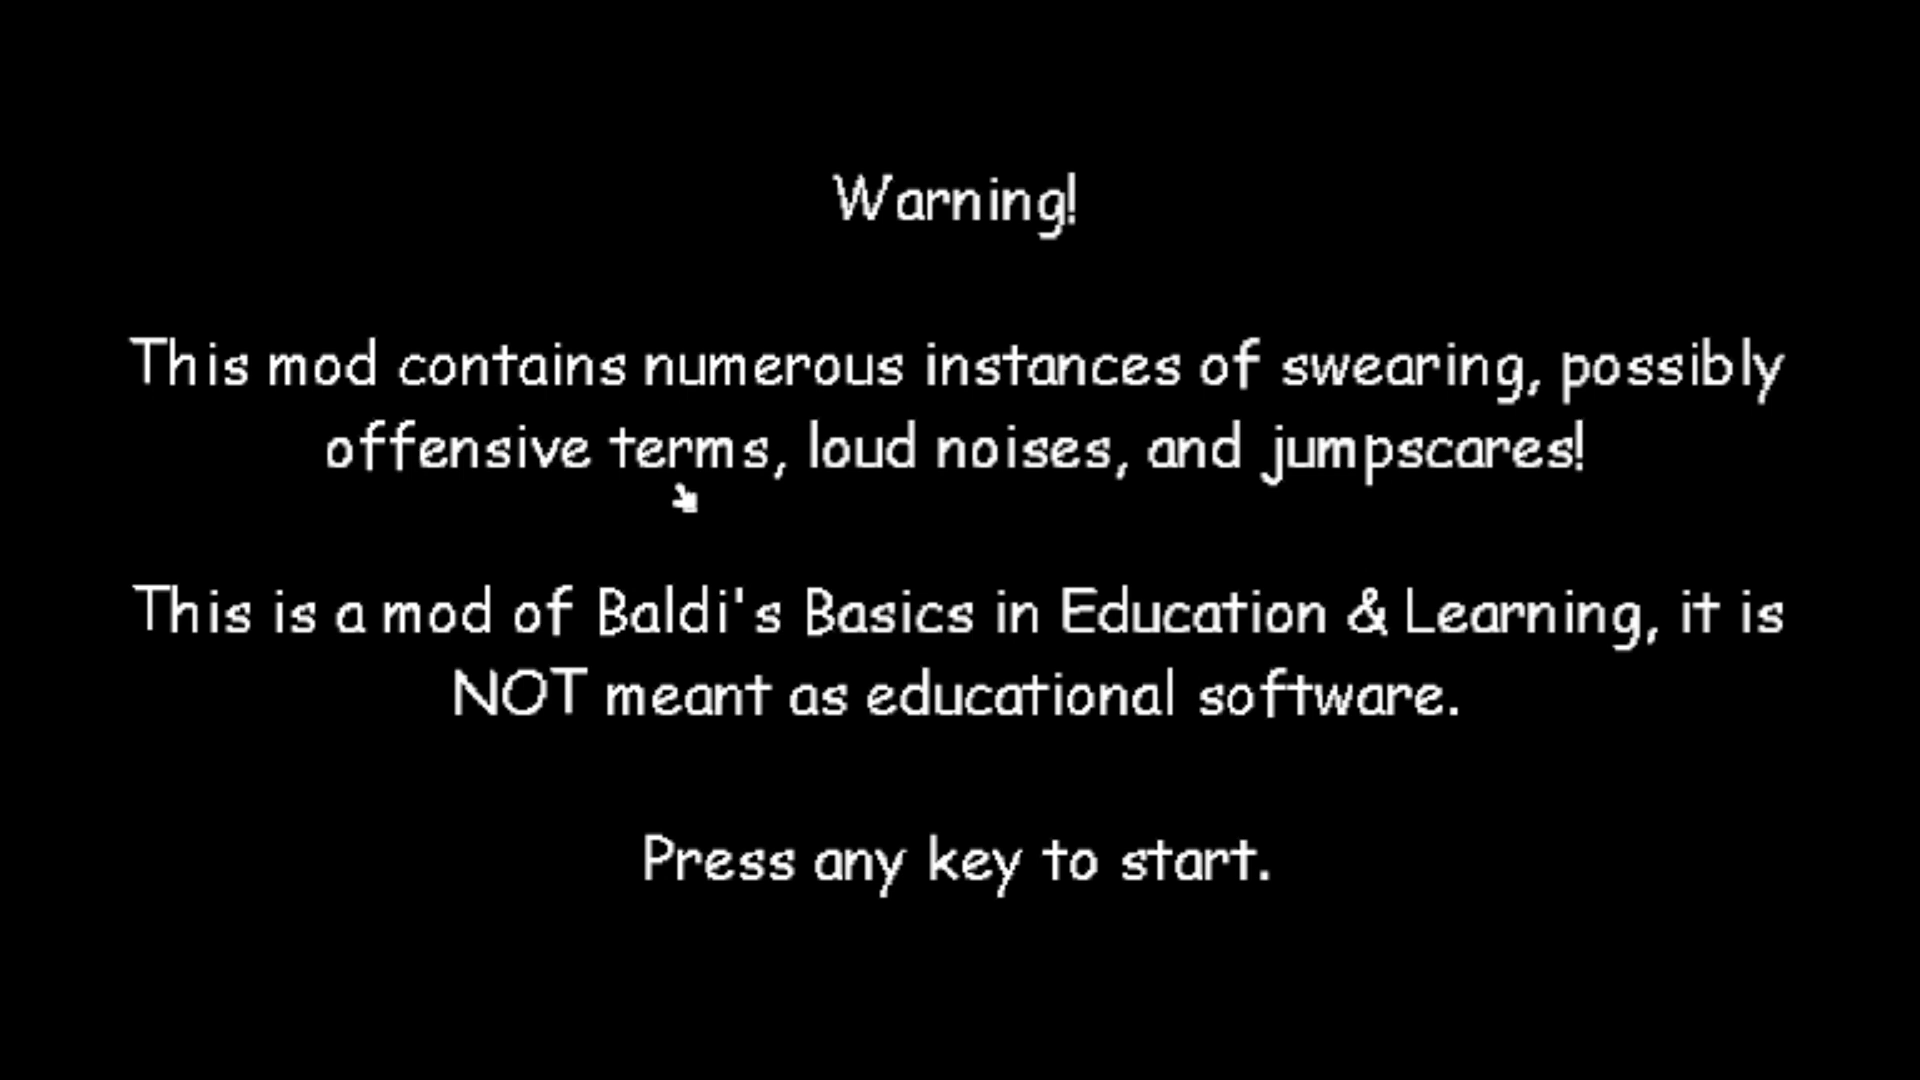 Warning!
This mod contains numerous instances of swearing, possibly
offensive terms, loud noises, and jumpscares!
This is a mod of Baldi's Basics in Education & Learning, it is
NOT meant as educational software.
Press any key to start.